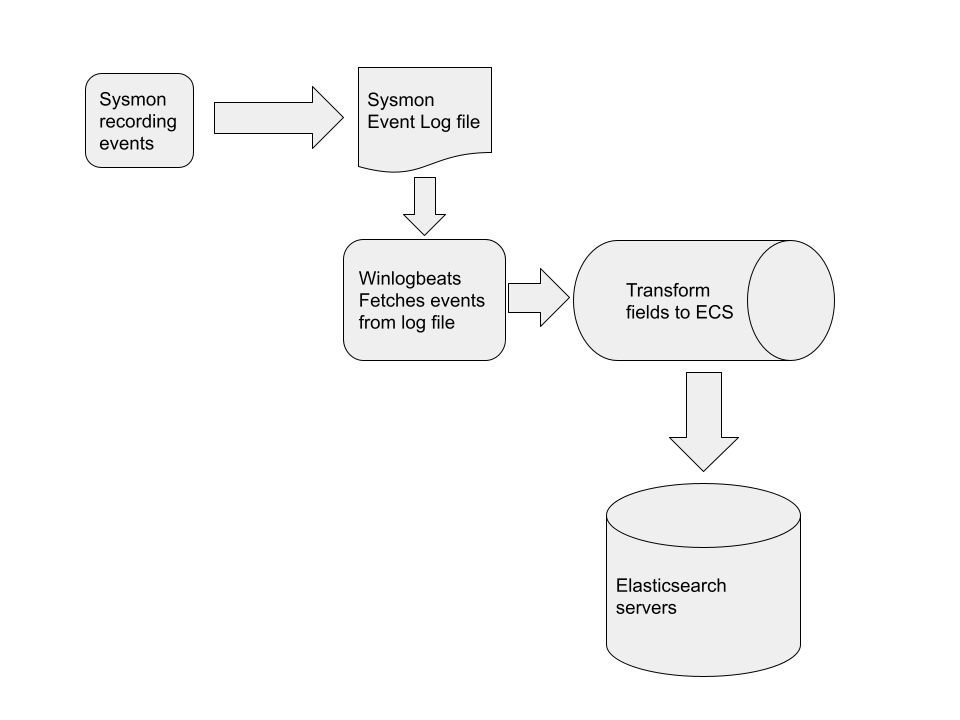 Sysmon
recording
events
Sysmon
Event Log file
Winlogbeats
Fetches events
from log file
Transform
fields to ECS
Elasticsearch
servers